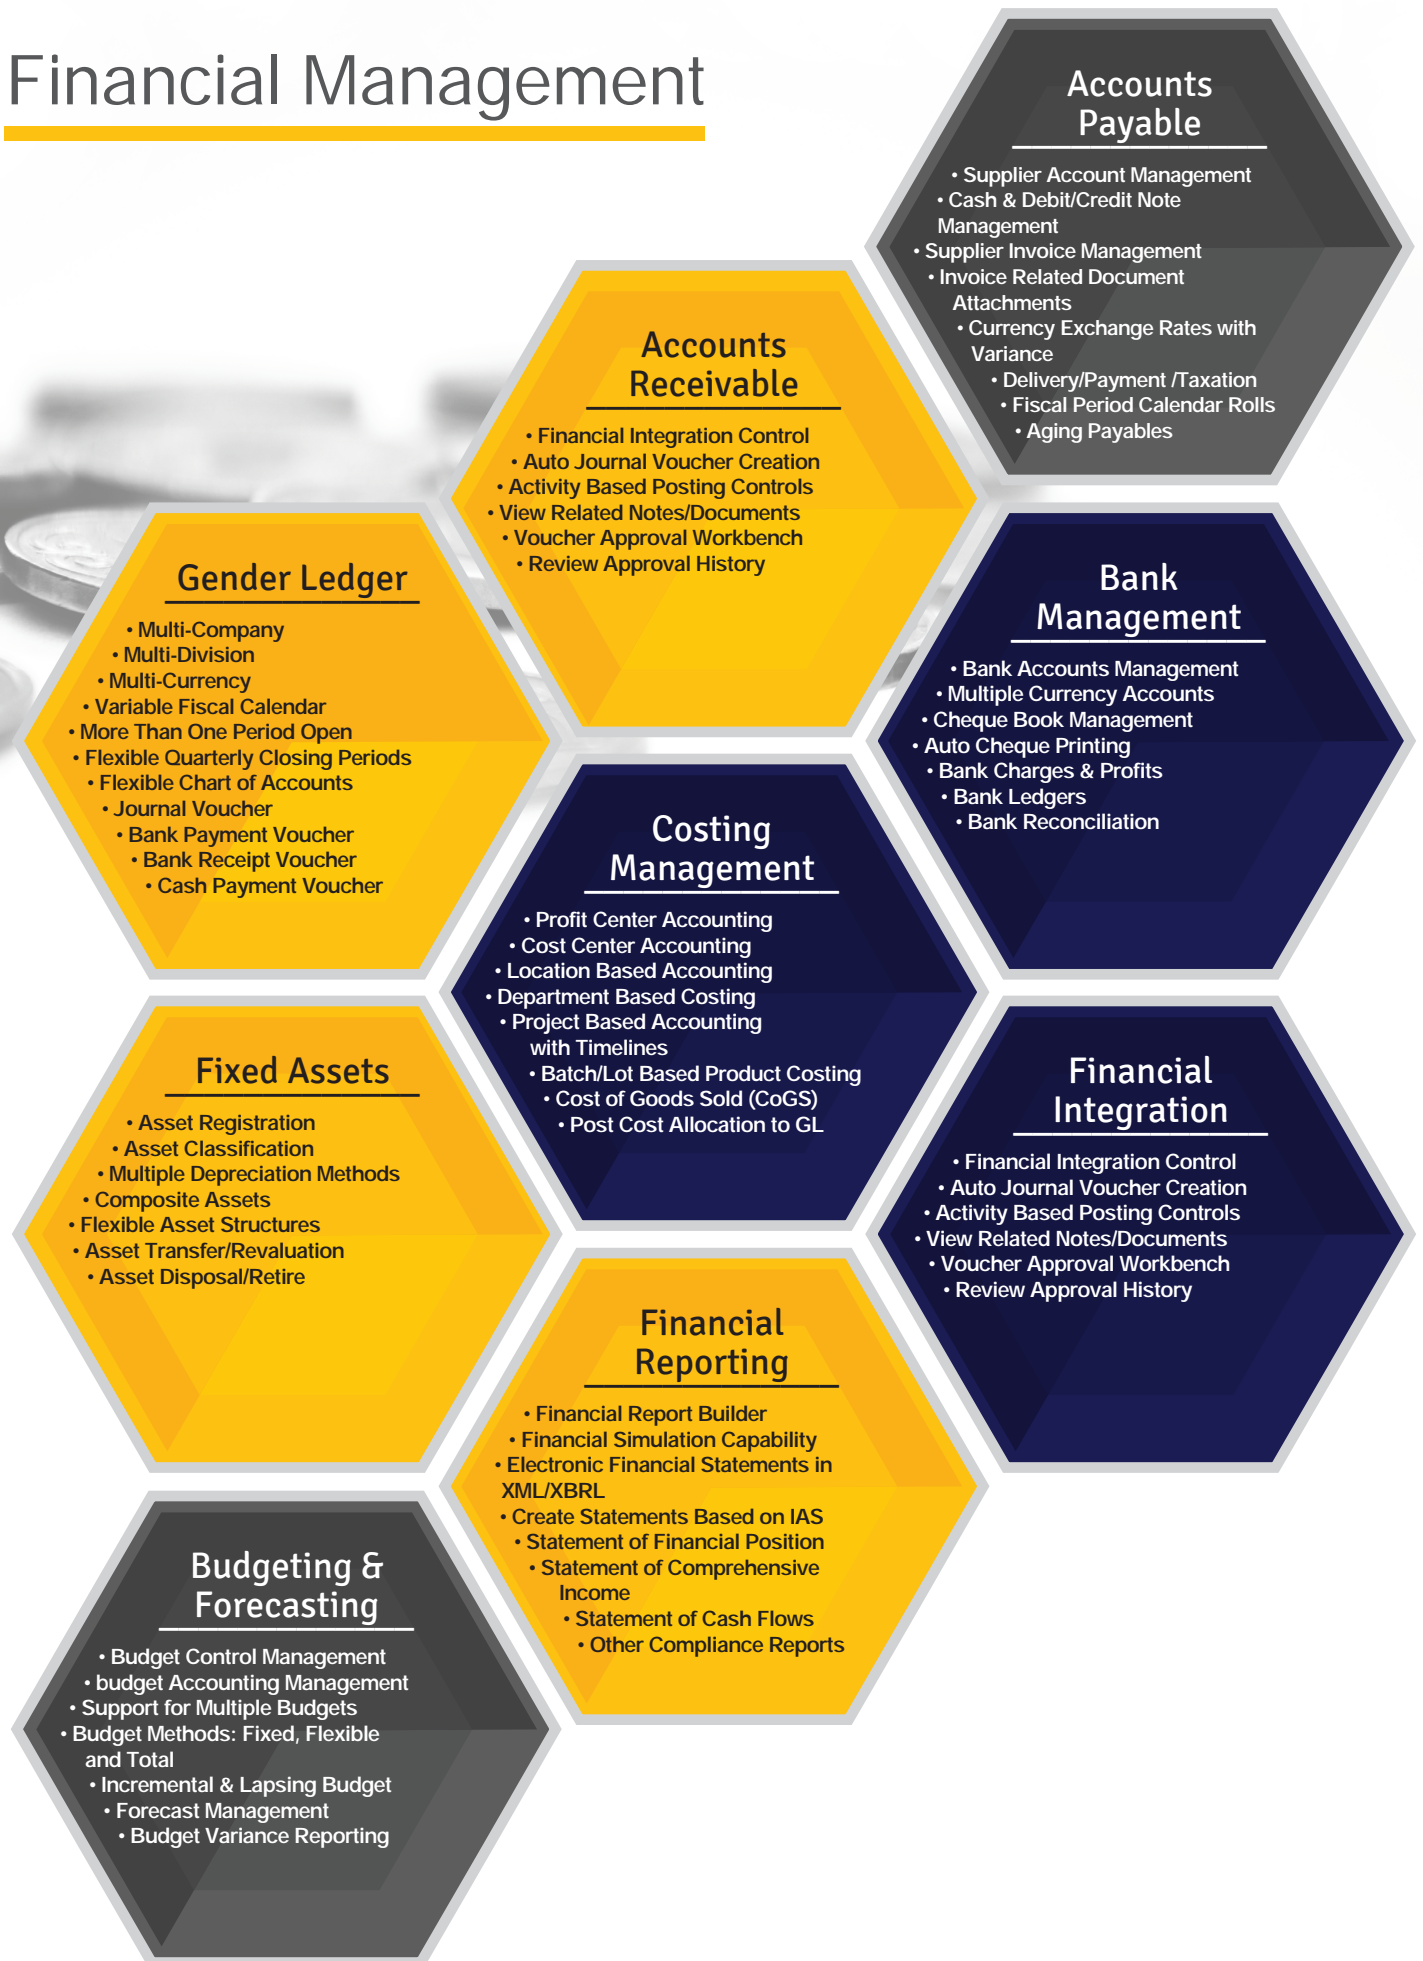 Financial Management
Accounts
Payable
• Supplier Account Management
• Cash & Debit/Credit Note
Management
• Supplier Invoice Management
• Invoice Related Document
Attachments
• Currency Exchange Rates with
Variance
• Delivery/Payment /Taxation
• Fiscal Period Calendar Rolls
• Aging Payables
Accounts
Receivable
• Financial Integration Control
• Auto Journal Voucher Creation
• Activity Based Posting Controls
• View Related Notes/Documents
• Voucher Approval Workbench
• Review Approval History
Gender Ledger
• Multi-Company
• Multi-Division
• Multi-Currency
• Variable Fiscal Calendar
• More Than One Period Open
• Flexible Quarterly Closing Periods
• Flexible Chart of Accounts
• Journal Voucher
• Bank Payment Voucher
• Bank Receipt Voucher
• Cash Payment Voucher
Bank
Management
• Bank Accounts Management
• Multiple Currency Accounts
• Cheque Book Management
• Auto Cheque Printing
• Bank Charges & Profits
• Bank Ledgers
• Bank Reconciliation
Costing
Management
• Profit Center Accounting
• Cost Center Accounting
• Location Based Accounting
• Department Based Costing
• Project Based Accounting
with Timelines
• Batch/Lot Based Product Costing
• Cost of Goods Sold (CoGS)
• Post Cost Allocation to GL
Fixed Assets
• Asset Registration
• Asset Classification
• Multiple Depreciation Methods
• Composite Assets
• Flexible Asset Structures
• Asset Transfer/Revaluation
• Asset Disposal/Retire
Financial
Integration
• Financial Integration Control
• Auto Journal Voucher Creation
• Activity Based Posting Controls
• View Related Notes/Documents
• Voucher Approval Workbench
• Review Approval History
Financial
Reporting
• Financial Report Builder
• Financial Simulation Capability
• Electronic Financial Statements in
XML/XBRL
• Create Statements Based on IAS
• Statement of Financial Position
• Statement of Comprehensive
Income
• Statement of Cash Flows
• Other Compliance Reports
Budgeting &
Forecasting
• Budget Control Management
• budget Accounting Management
• Support for Multiple Budgets
• Budget Methods: Fixed, Flexible
and Total
• Incremental & Lapsing Budget
• Forecast Management
• Budget Variance Reporting